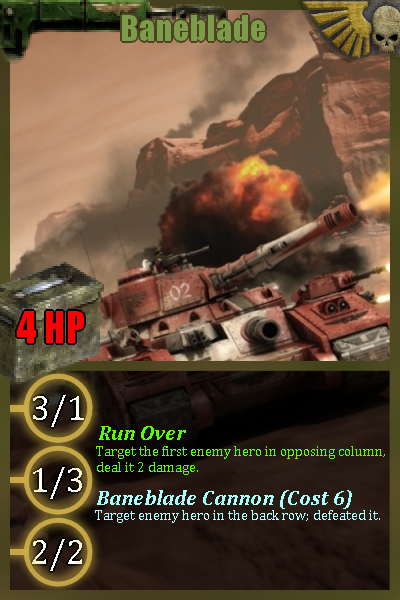 Baneblade
02
4 HP
3/1
Run Over
Target the first enemy hero in opposing column,
deal it 2 damage.
1/3
Baneblade Cannon (Cost 6)
Target enemy hero in the back row; defeated it.
2/2